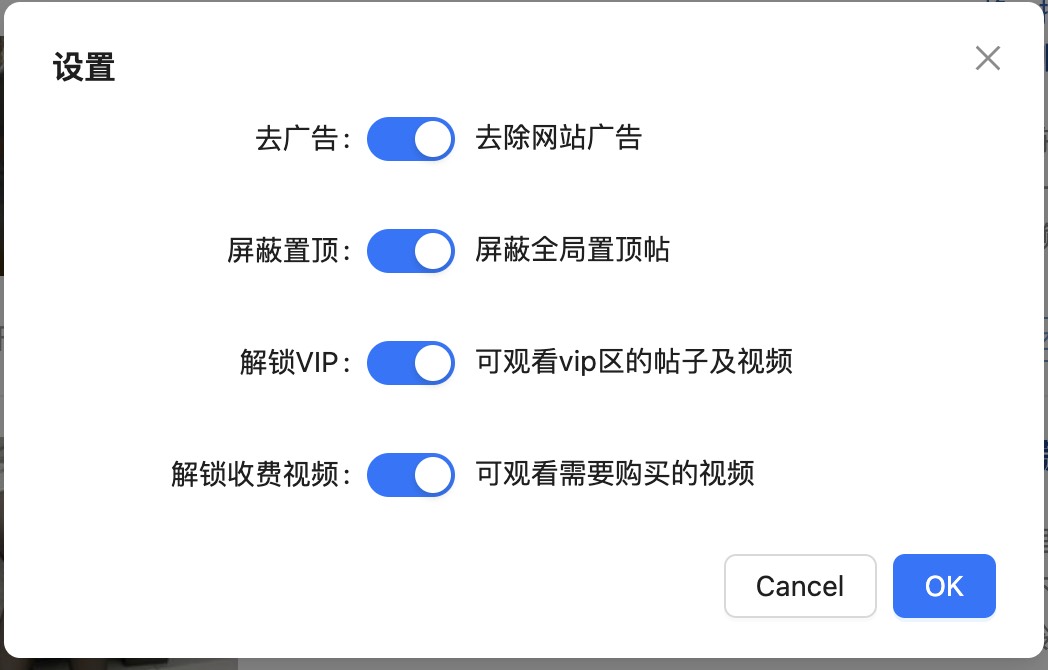 设置
去广告： 去除网站广告
屏蔽置顶： 屏蔽全局置顶帖
解锁VIP： 可观看vip区的帖子及视频
解锁收费视频： 可观看需要购买的视频
Cancel OK